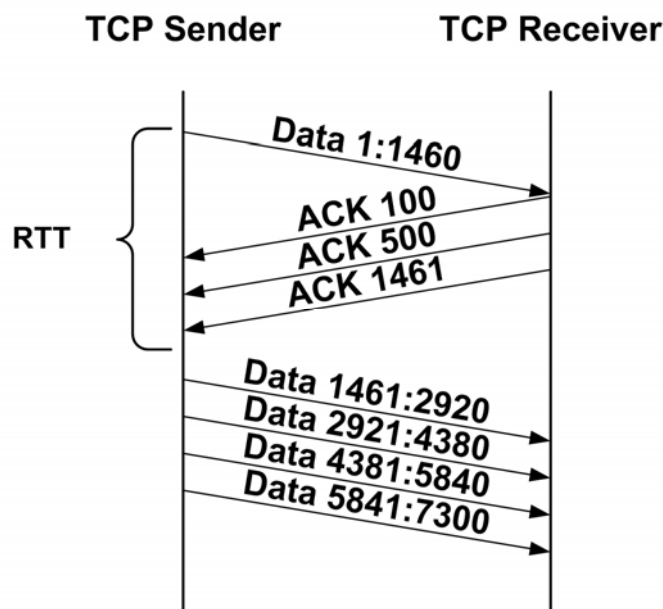 TCP Sender
TCP Receiver
Data 1:1460
ACK 100
RTT
ACK 500
ACK 1461
Data 1461:2920
Data 2921:4380
Data 4381:5840
Data 5841:7300